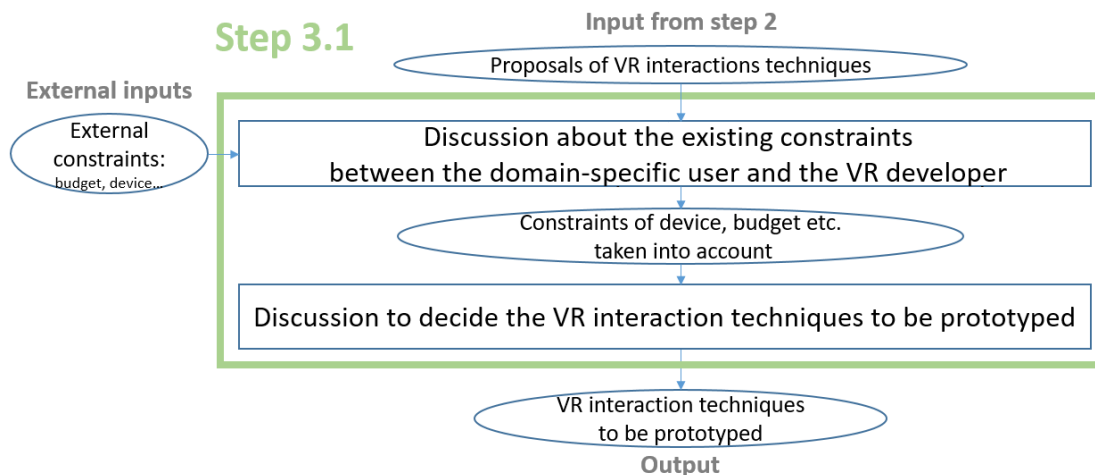 Step 3.1
Input from step 2
Proposals of VR interactions techniques
External inputs
External
constraints:
budget, device...
Discussion about the existing constraints
between the domain-specific user and the VR developer
Constraints of device, budget etc.
taken into account
Discussion to decide the VR interaction techniques to be prototyped
VR interaction techniques
to be prototyped
Output